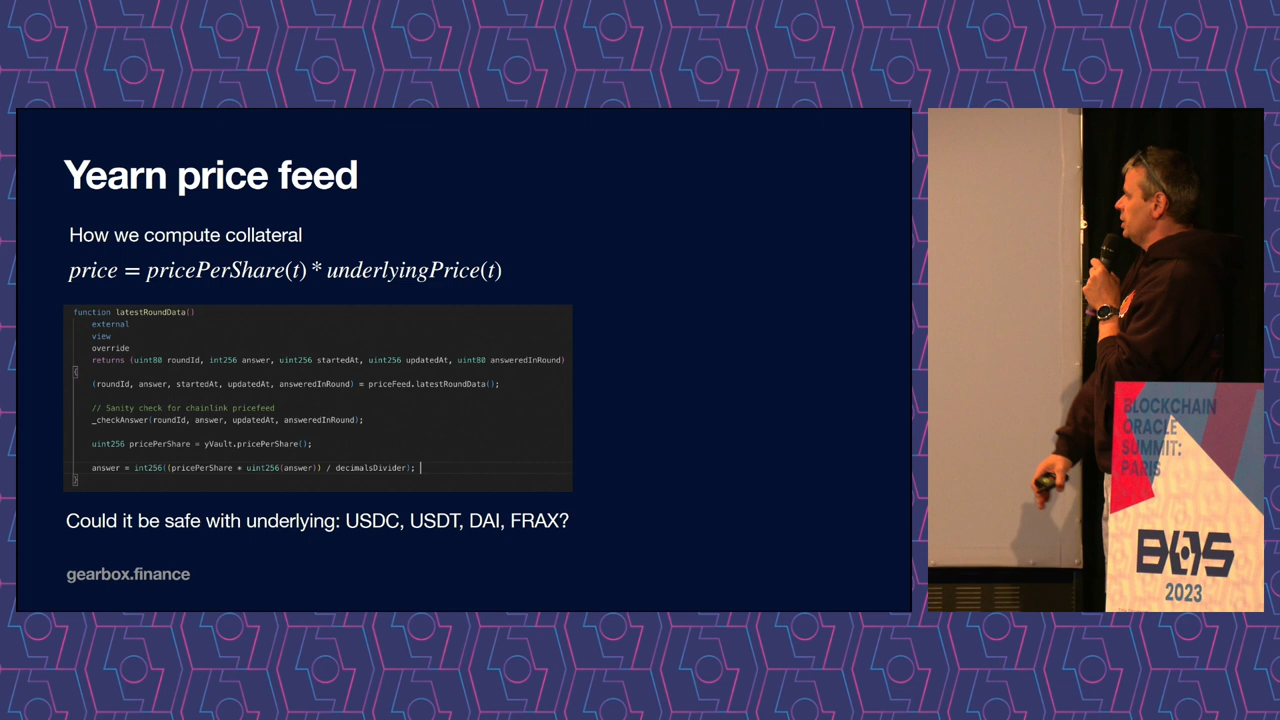 Yearn price feed
How we compute collateral
price = pricePerShare(t) * underlyingPrice(t)
function latestRoundData()
external
view
override
returns (uint80 roundId, int256 answer, uint256 startedAt, uint256 updatedAt, uint80 answeredInRound)
{
(roundId, answer, startedAt, updatedAt, answeredInRound) = priceFeed.latestRoundData();
// Sanity check for chainlink pricefeed
_checkAnswer(roundId, answer, updatedAt, answeredInRound);
uint256 pricePerShare = yVault.pricePerShare();
answer = int256((pricePerShare * uint256(answer)) / decimalsDivider);
}
Could it be safe with underlying: USDC, USDT, DAI, FRAX?
gearbox.finance
BLOCKCHAIN
ORACLE
SUMMIT:
PARIS
BOS
2023